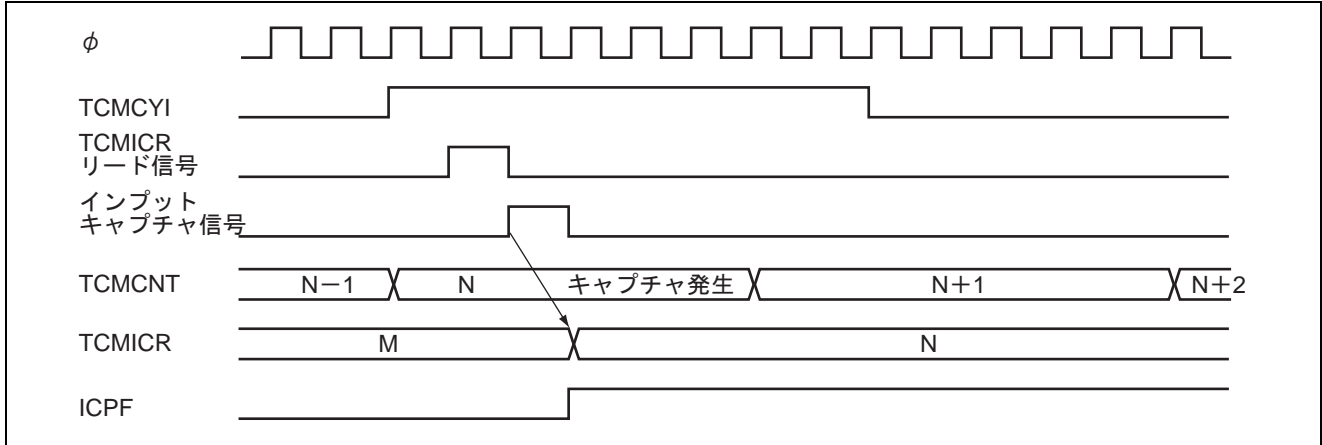 φ
TCMCYI
TCMICR
リード信号
インプット
キャプチャ信号
TCMCNT N－1 N キャプチャ発生 N＋1 N＋2
TCMICR M N
ICPF